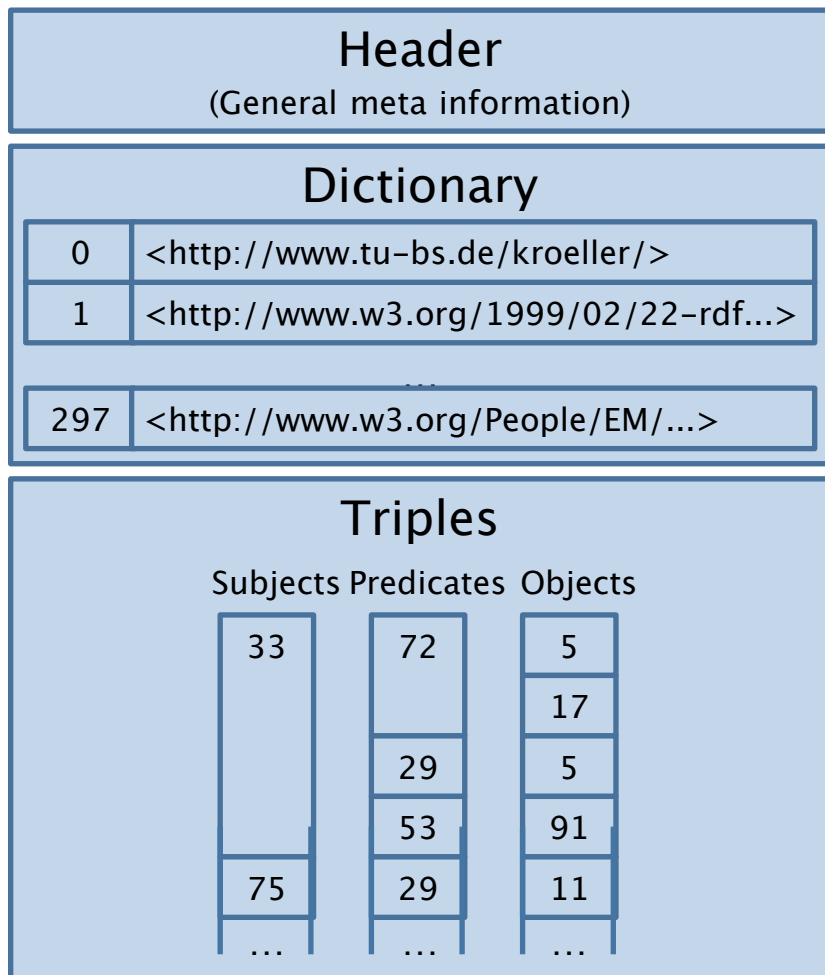 Header
(General meta information)
Dictionary
0 <http://www.tu-bs.de/kroeller/>
1 <http://www.w3.org/1999/02/22-rdf...>
...
297 <http://www.w3.org/People/EM/...>
Triples
Subjects Predicates Objects
33 72 5
17
29 5
53 91
75 29 11
... ... ...